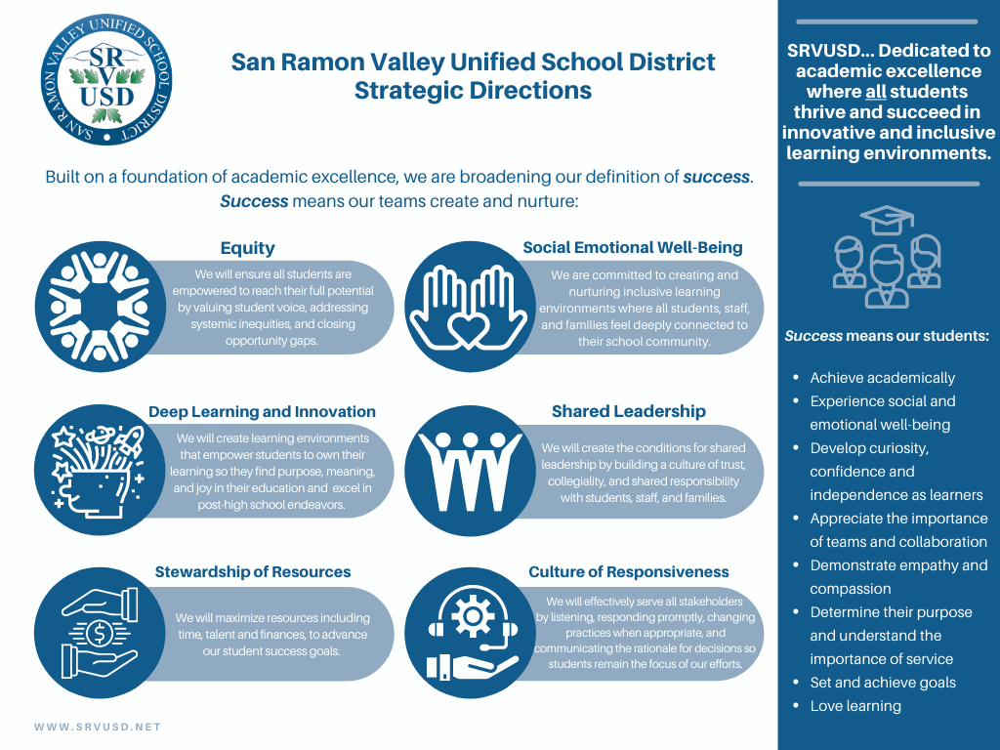 SAN RAMON VALLEY UNIFIED SCHOOL DISTRICT
SR
V
USD
San Ramon Valley Unified School District
Strategic Directions
Built on a foundation of academic excellence, we are broadening our definition of success.
Success means our teams create and nurture:
Equity
We will ensure all students are
empowered to reach their full potential
by valuing student voice, addressing
systemic inequities, and closing
opportunity gaps.
Social Emotional Well-Being
We are committed to creating and
nurturing inclusive learning
environments where all students, staff,
and families feel deeply connected to
their school community.
Deep Learning and Innovation
We will create learning environments
that empower students to own their
learning so they find purpose, meaning,
and joy in their education and excel in
post-high school endeavors.
Shared Leadership
We will create the conditions for shared
leadership by building a culture of trust,
collegiality, and shared responsibility
with students, staff, and families.
Stewardship of Resources
$
We will maximize resources including
time, talent and finances, to advance
our student success goals.
Culture of Responsiveness
We will effectively serve all stakeholders
by listening, responding promptly, changing
practices when appropriate, and
communicating the rationale for decisions so
students remain the focus of our efforts.
WWW.SRVUSD.NET
SRVUSD... Dedicated to
academic excellence
where all students
thrive and succeed in
innovative and inclusive
learning environments.
Success means our students:
• Achieve academically
• Experience social and
emotional well-being
• Develop curiosity,
confidence and
independence as learners
• Appreciate the importance
of teams and collaboration
• Demonstrate empathy and
compassion
• Determine their purpose
and understand the
importance of service
• Set and achieve goals
• Love learning